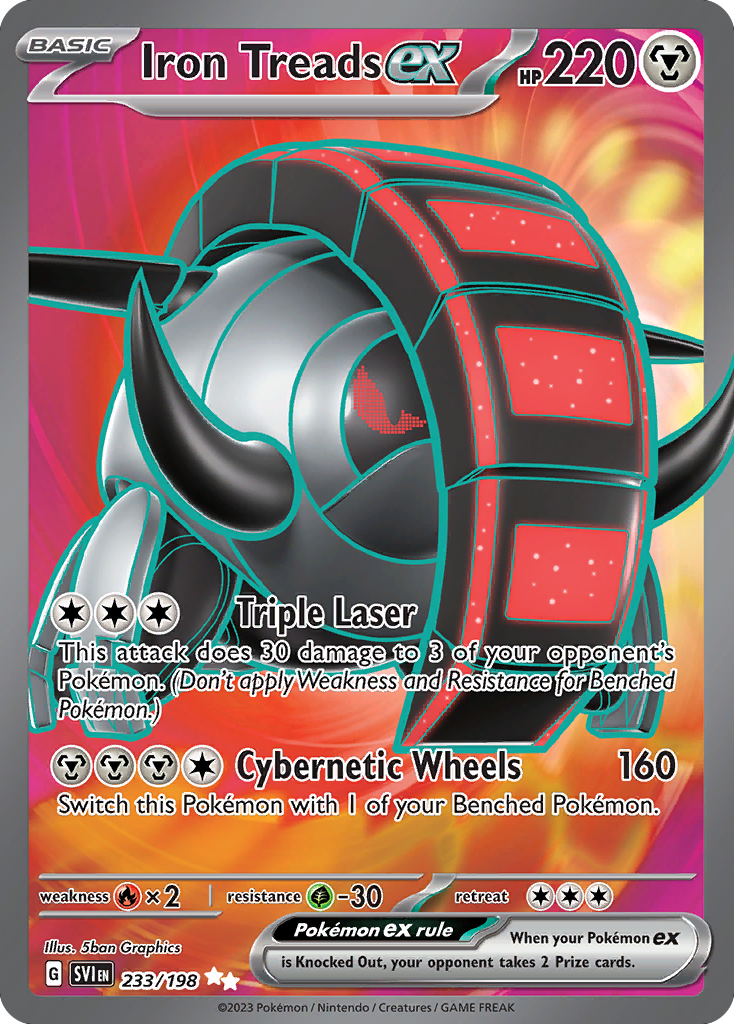 BASIC
Iron Treads ex
HP 220
Triple Laser
This attack does 30 damage to 3 of your opponent's
Pokémon. (Don't apply Weakness and Resistance for Benched
Pokémon.)
Cybernetic Wheels 160
Switch this Pokémon with 1 of your Benched Pokémon.
weakness ×2 resistance -30 retreat
Illus. 5ban Graphics
Pokémon ex rule
When your Pokémon ex
is Knocked Out, your opponent takes 2 Prize cards.
G SVI EN 233/198
©2023 Pokémon / Nintendo / Creatures / GAME FREAK